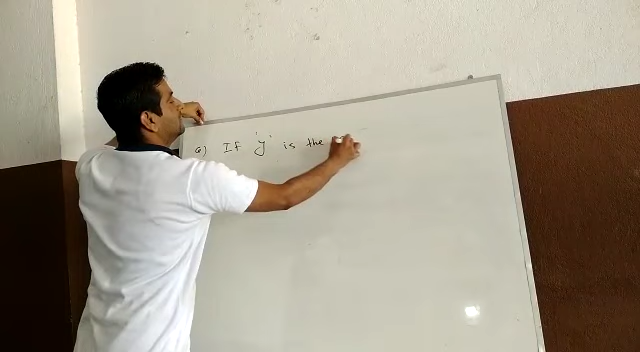 Q) If 'y' is the